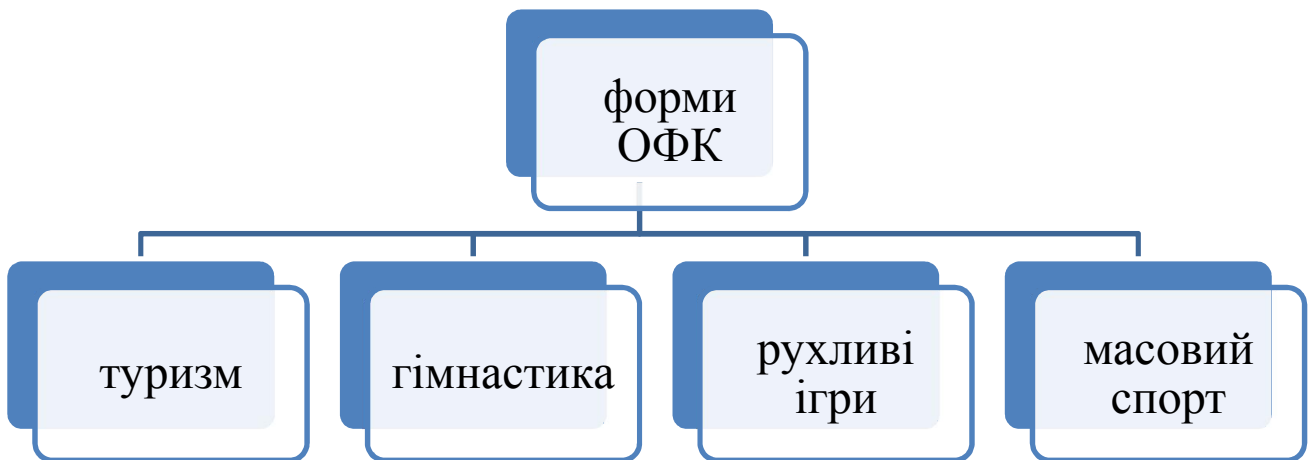 форми
ОФК
туризм
гімнастика
рухливі
ігри
масовий
спорт